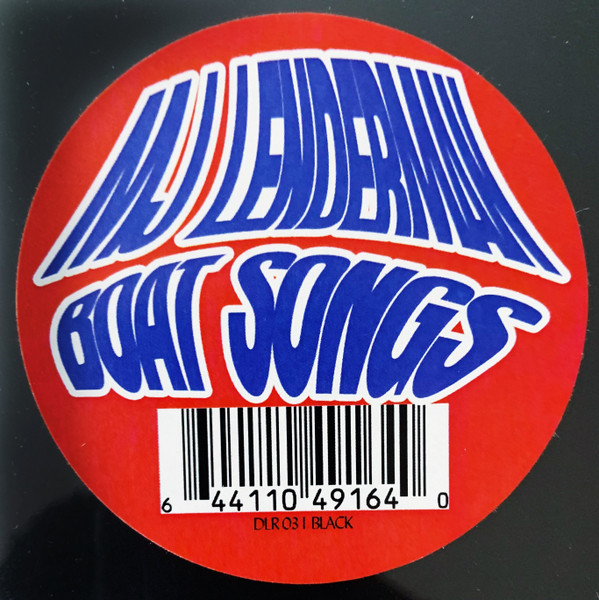 MJ LENDERMAN
BOAT SONGS
6 44110 49164 0
DLR 031 BLACK